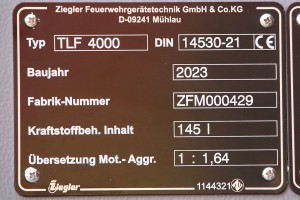 Ziegler Feuerwehrgerätetechnik GmbH & Co.KG
D-09241 Mühlau
Typ TLF 4000 DIN 14530-21 CE
Baujahr 2023
Fabrik-Nummer ZFM000429
Kraftstoffbeh. Inhalt 145 l
Übersetzung Mot.- Aggr. 1 : 1,64
Ziegler 1144321